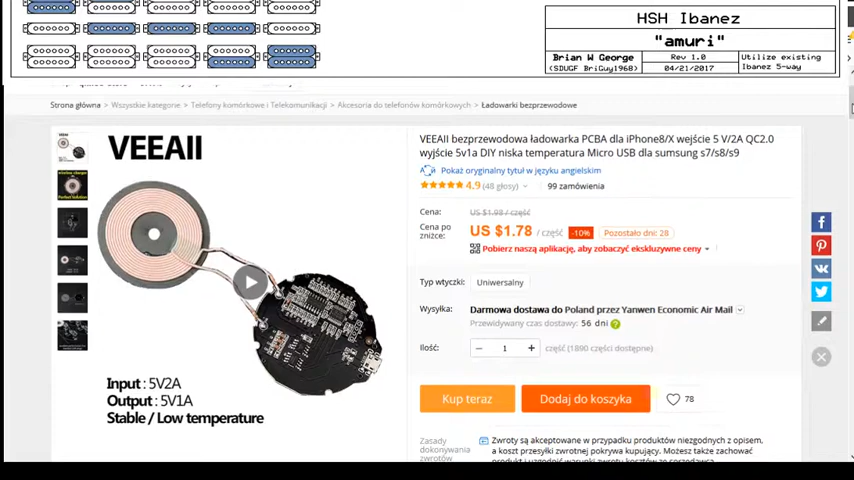 HSH Ibanez
"amuri"
Brian W George
(SDUGF BriGuy1968)
Rev 1.0
04/21/2017
Utilize existing
Ibanez 5-way
Strona główna > Wszystkie kategorie > Telefony komórkowe i Telekomunikacji > Akcesoria do telefonów komórkowych > Ładowarki bezprzewodowe
VEEAII
VEEAII bezprzewodowa ładowarka PCBA dla iPhone8/X wejście 5 V/2A QC2.0
wyjście 5v1a DIY niska temperatura Micro USB dla sumsung s7/s8/s9
Pokaż oryginalny tytuł w języku angielskim
4.9 (48 głosy) 99 zamówienia
Cena: US $1.98 / część
Cena po
zniżce:
US $1.78 / część -10% Pozostało dni: 28
Pobierz naszą aplikację, aby zobaczyć ekskluzywne ceny
Typ wtyczki: Uniwersalny
Wysyłka: Darmowa dostawa do Poland przez Yanwen Economic Air Mail
Przewidywany czas dostawy: 56 dni
Ilość: − 1 + część (1890 części dostępne)
Input : 5V2A
Output : 5V1A
Stable / Low temperature
Kup teraz Dodaj do koszyka 78
Zasady
dokonywania
zwrotów
Zwroty są akceptowane w przypadku produktów niezgodnych z opisem,
a koszt przesyłki zwrotnej pokrywa kupujący. Możesz także zachować